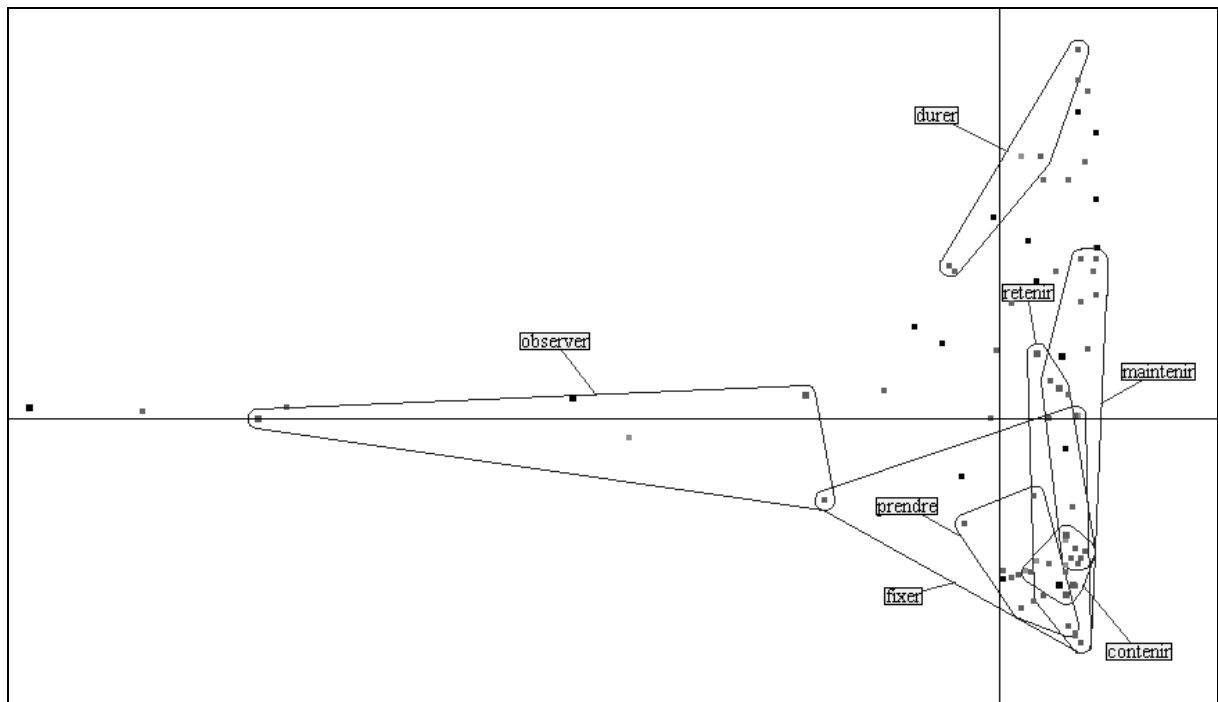 durer
retenir
observer
maintenir
prendre
fixer
contenir